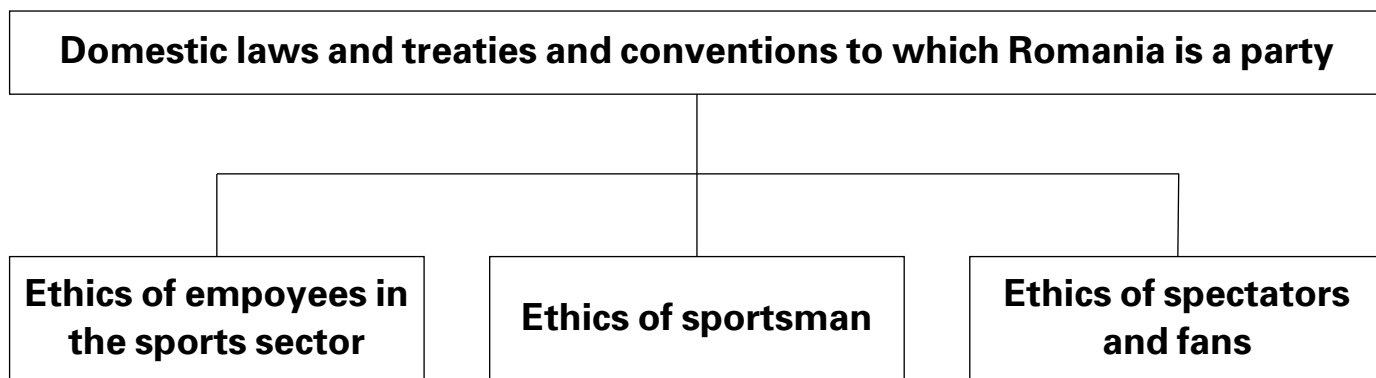 Domestic laws and treaties and conventions to which Romania is a party
Ethics of empoyees in
the sports sector
Ethics of sportsman
Ethics of spectators
and fans